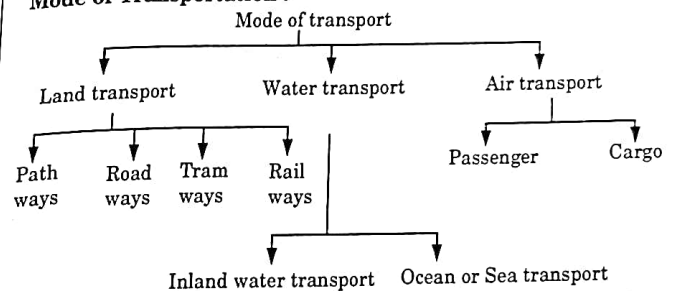 Mode of Transportation :
Mode of transport
Land transport
Water transport
Air transport
Path ways
Road ways
Tram ways
Rail ways
Passenger
Cargo
Inland water transport
Ocean or Sea transport